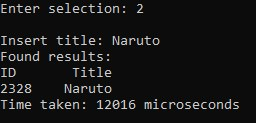 Enter selection: 2
Insert title: Naruto
Found results:
ID Title
2328 Naruto
Time taken: 12016 microseconds